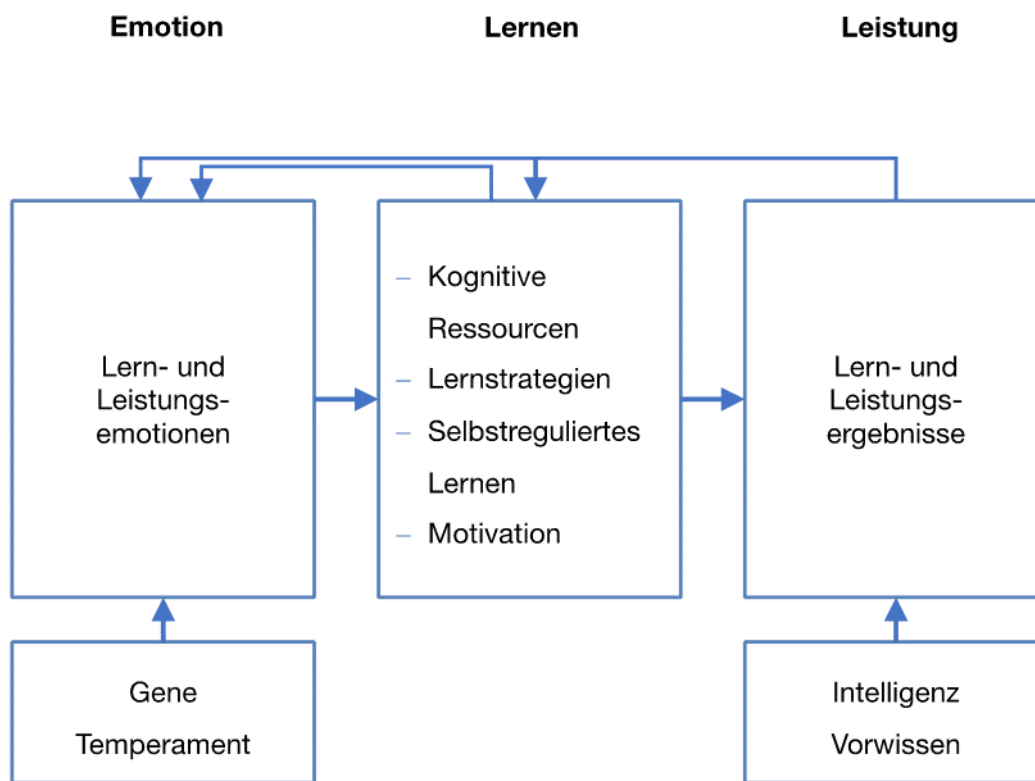 Emotion
Lernen
Leistung
Lern- und
Leistungs-
emotionen
– Kognitive
Ressourcen
– Lernstrategien
– Selbstreguliertes
Lernen
– Motivation
Lern- und
Leistungs-
ergebnisse
Gene
Temperament
Intelligenz
Vorwissen